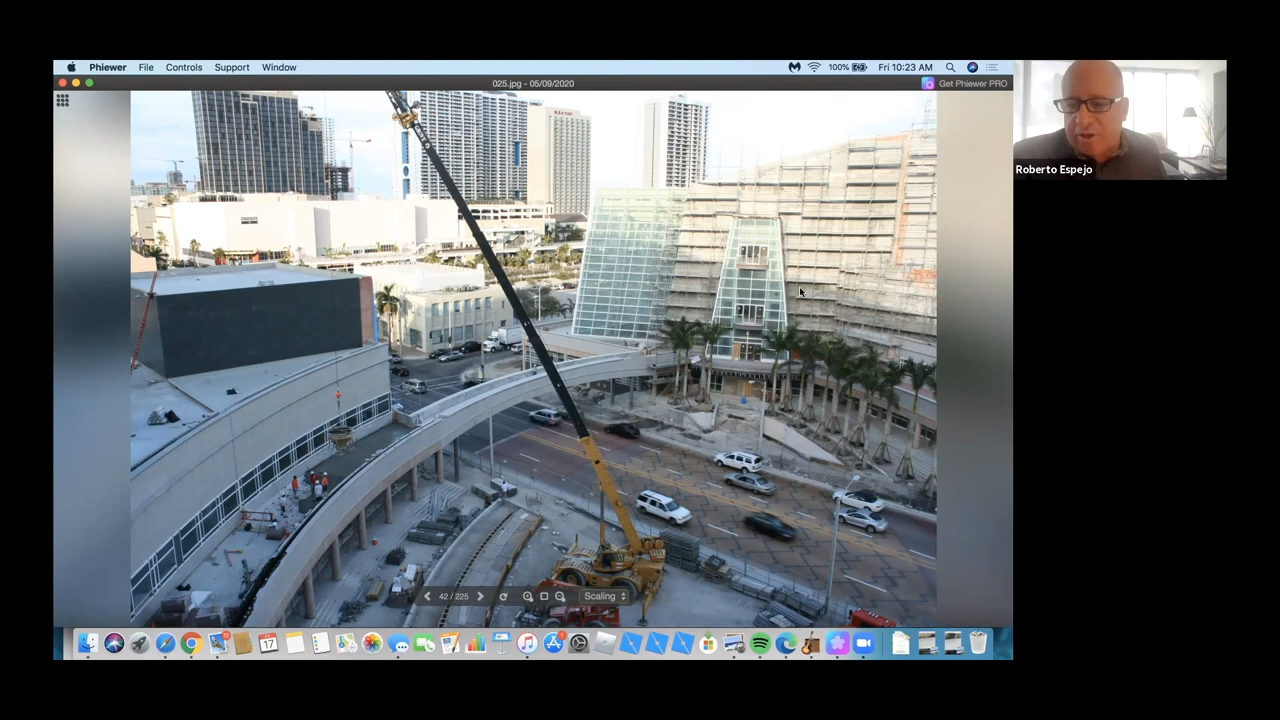 Phiewer File Controls Support Window 100% Fri 10:23 AM
025.jpg - 05/09/2020 Get Phiewer PRO
Roberto Espejo
42 / 225 Scaling
17